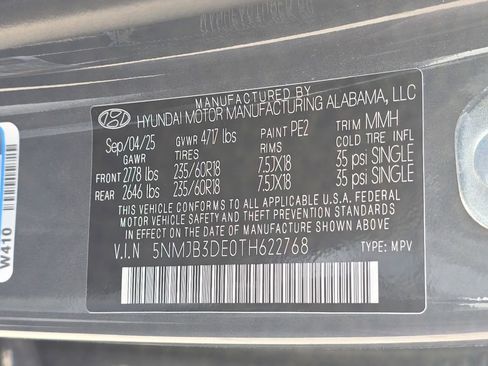 MANUFACTURED BY
HYUNDAI MOTOR MANUFACTURING ALABAMA, LLC
Sep/04/25 GVWR 4717 lbs PAINT PE2 TRIM MMH
GAWR TIRES RIMS COLD TIRE INFL
FRONT 2778 lbs 235/60R18 7.5JX18 35 psi SINGLE
REAR 2646 lbs 235/60R18 7.5JX18 35 psi SINGLE
THIS VEHICLE CONFORMS TO ALL APPLICABLE U.S.A. FEDERAL
MOTOR VEHICLE SAFETY, BUMPER, AND THEFT PREVENTION STANDARDS
IN EFFECT ON THE DATE OF MANUFACTURE SHOWN ABOVE.
V.I.N 5NMJB3DE0TH622768 TYPE: MPV
W410